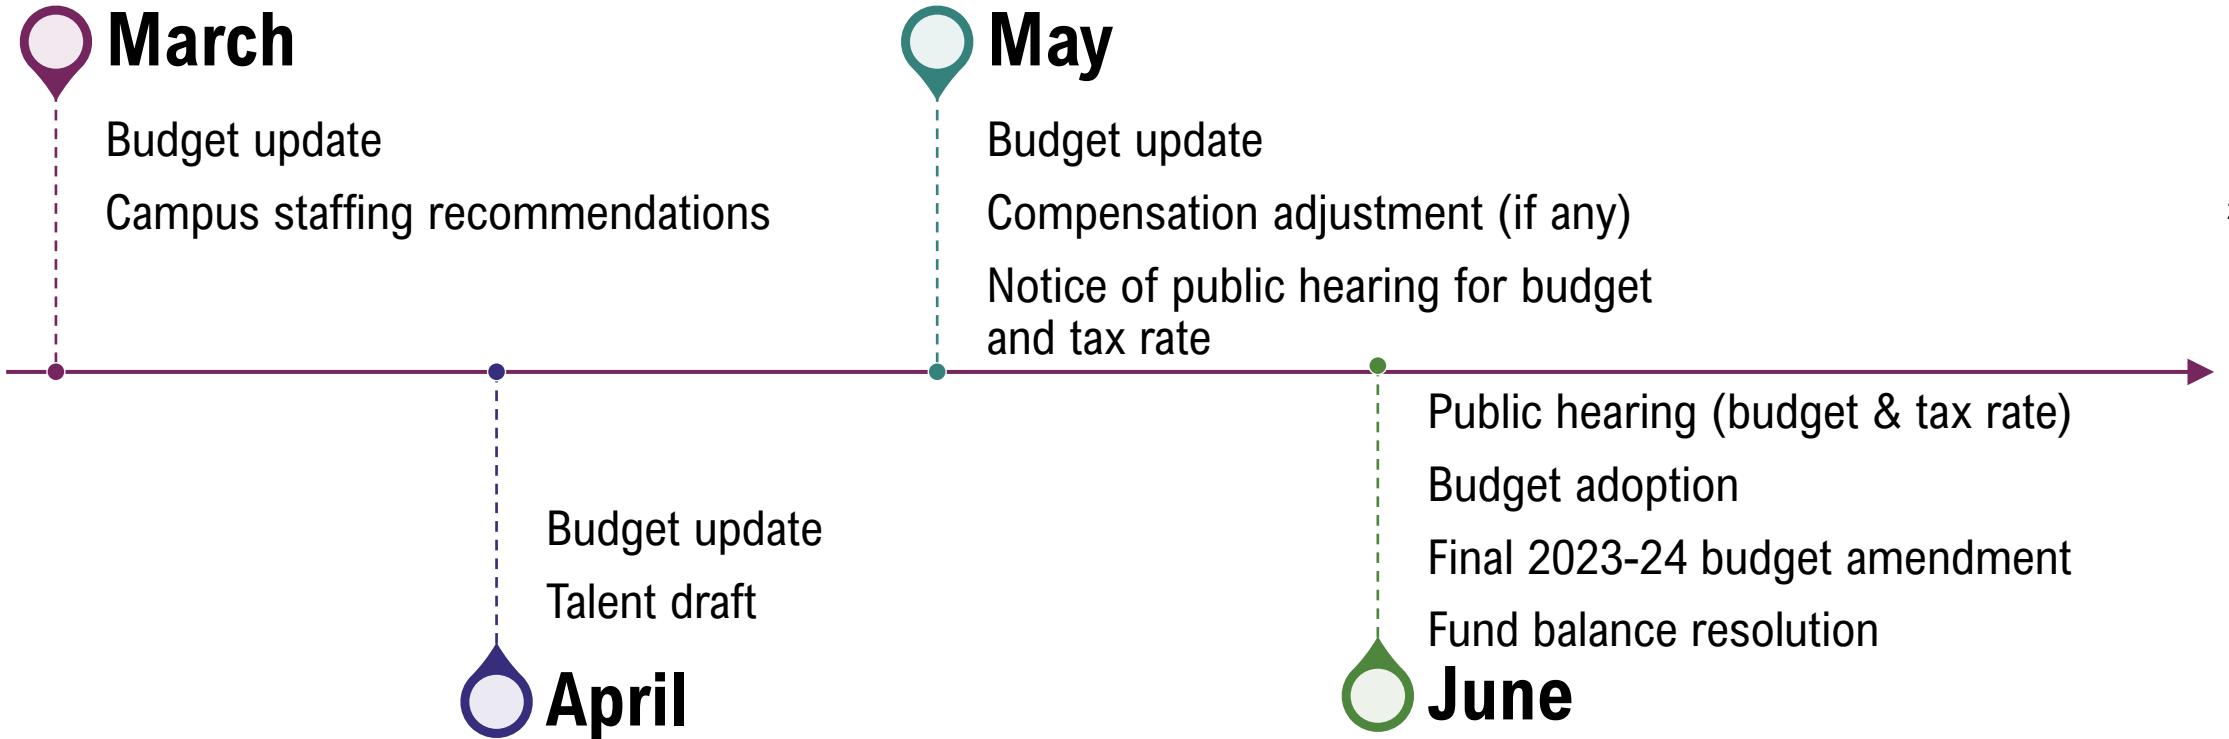 March
Budget update
Campus staffing recommendations
May
Budget update
Compensation adjustment (if any)
Notice of public hearing for budget
and tax rate
Budget update
Talent draft
April
Public hearing (budget & tax rate)
Budget adoption
Final 2023-24 budget amendment
Fund balance resolution
June